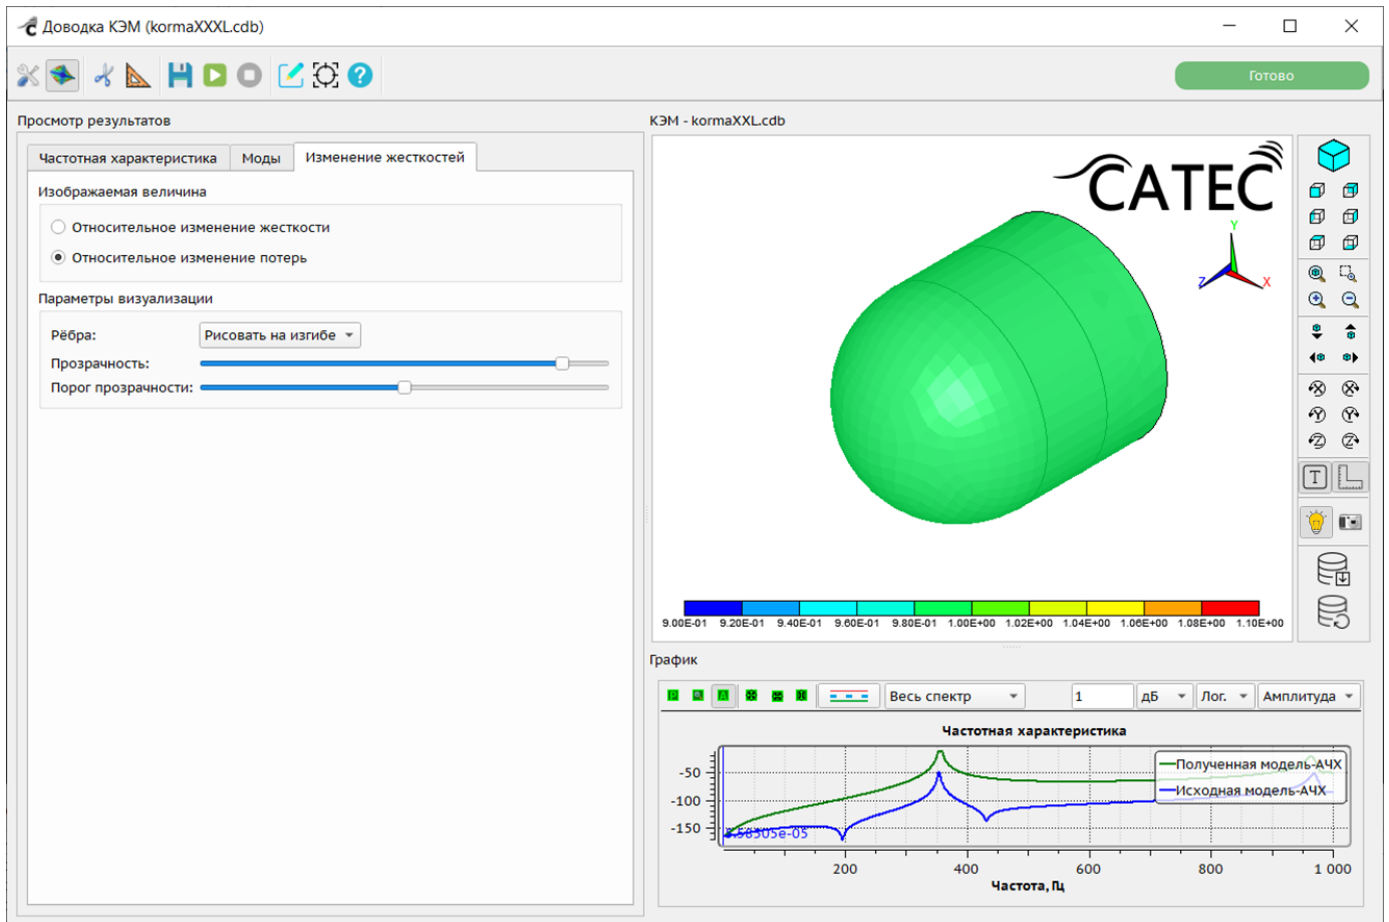 Доводка КЭМ (kormaXXXL.cdb)
Готово
Просмотр результатов
Частотная характеристика
Моды
Изменение жесткостей
Изображаемая величина
Относительное изменение жесткости
Относительное изменение потерь
Параметры визуализации
Рёбра:
Рисовать на изгибе
Прозрачность:
Порог прозрачности:
КЭМ - kormaXXL.cdb
CATEC
Y
Z
X
9.00E-01 9.20E-01 9.40E-01 9.60E-01 9.80E-01 1.00E+00 1.02E+00 1.04E+00 1.06E+00 1.08E+00 1.10E+00
X X
Y Y
Z Z
T
График
Весь спектр
1
дБ
Лог.
Амплитуда
Частотная характеристика
Полученная модель-АЧХ
Исходная модель-АЧХ
-50
-100
-150
200 400 600 800 1 000
Частота, Гц